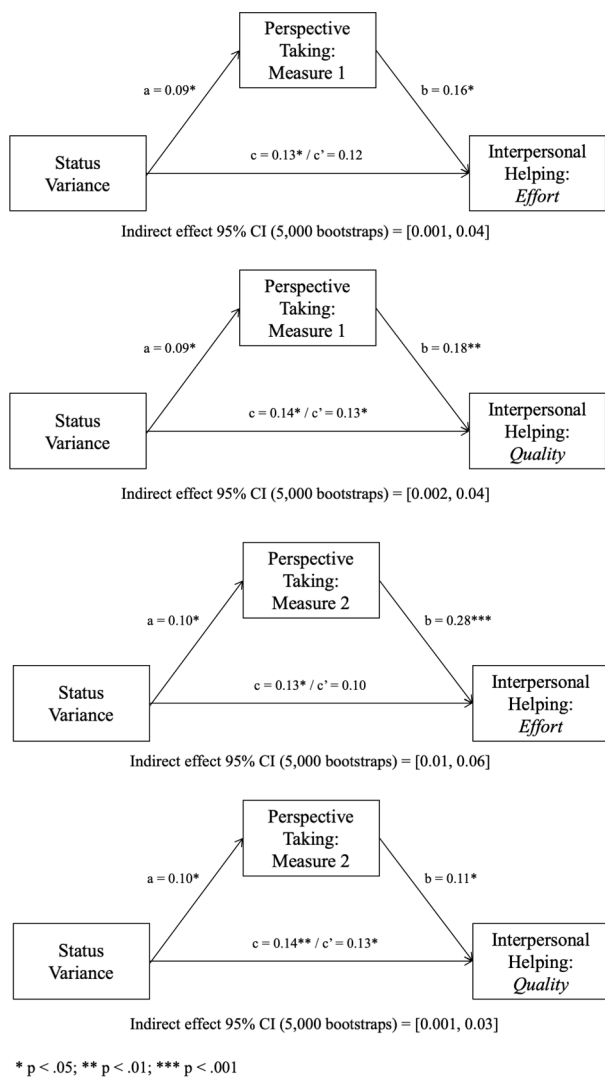 Perspective
Taking:
Measure 1
a = 0.09*
b = 0.16*
Status
Variance
c = 0.13* / c’ = 0.12
Interpersonal
Helping:
Effort
Indirect effect 95% CI (5,000 bootstraps) = [0.001, 0.04]
Perspective
Taking:
Measure 1
a = 0.09*
b = 0.18**
Status
Variance
c = 0.14* / c’ = 0.13*
Interpersonal
Helping:
Quality
Indirect effect 95% CI (5,000 bootstraps) = [0.002, 0.04]
Perspective
Taking:
Measure 2
a = 0.10*
b = 0.28***
Status
Variance
c = 0.13* / c’ = 0.10
Interpersonal
Helping:
Effort
Indirect effect 95% CI (5,000 bootstraps) = [0.01, 0.06]
Perspective
Taking:
Measure 2
a = 0.10*
b = 0.11*
Status
Variance
c = 0.14** / c’ = 0.13*
Interpersonal
Helping:
Quality
Indirect effect 95% CI (5,000 bootstraps) = [0.001, 0.03]
* p < .05; ** p < .01; *** p < .001